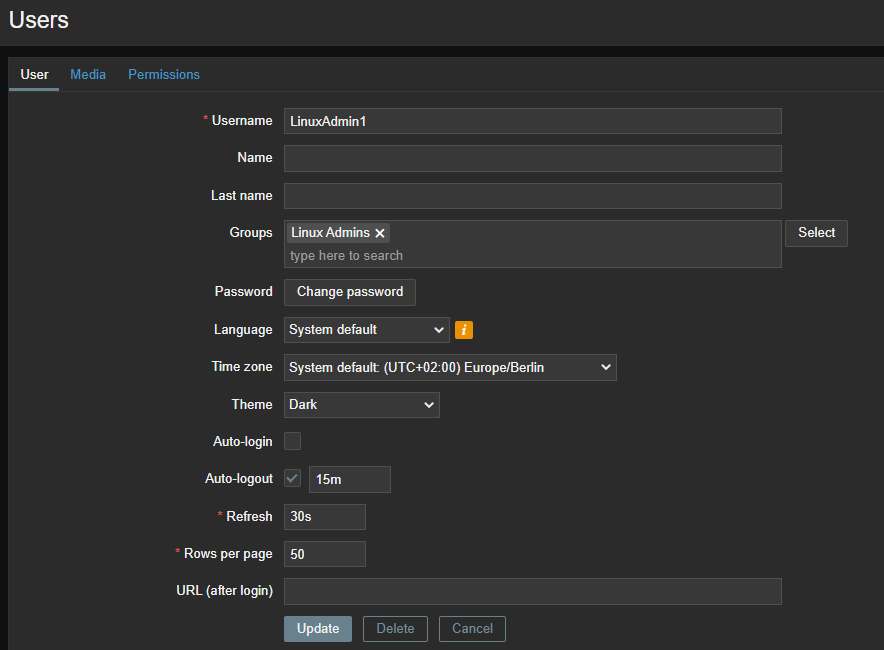 Users
User Media Permissions
* Username LinuxAdmin1
Name
Last name
Groups Linux Admins × Select
type here to search
Password Change password
Language System default i
Time zone System default: (UTC+02:00) Europe/Berlin
Theme Dark
Auto-login
Auto-logout 15m
* Refresh 30s
* Rows per page 50
URL (after login)
Update Delete Cancel